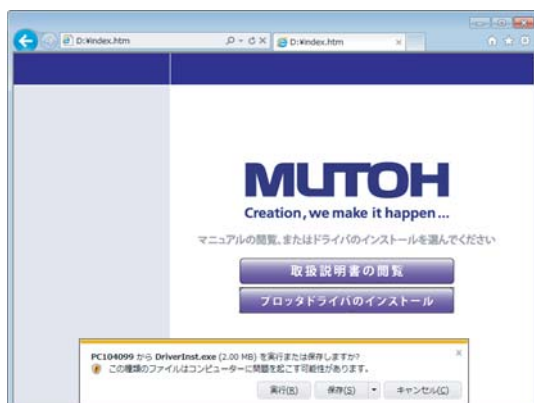 D:¥index.htm
D:¥index.htm
MUTOH
Creation, we make it happen...
マニュアルの閲覧、またはドライバのインストールを選んでください
取扱説明書の閲覧
プロッタドライバのインストール
PC104099 から DriverInst.exe (2.00 MB) を実行または保存しますか?
この種類のファイルはコンピューターに問題を起こす可能性があります。
実行(R) 保存(S) キャンセル(C)